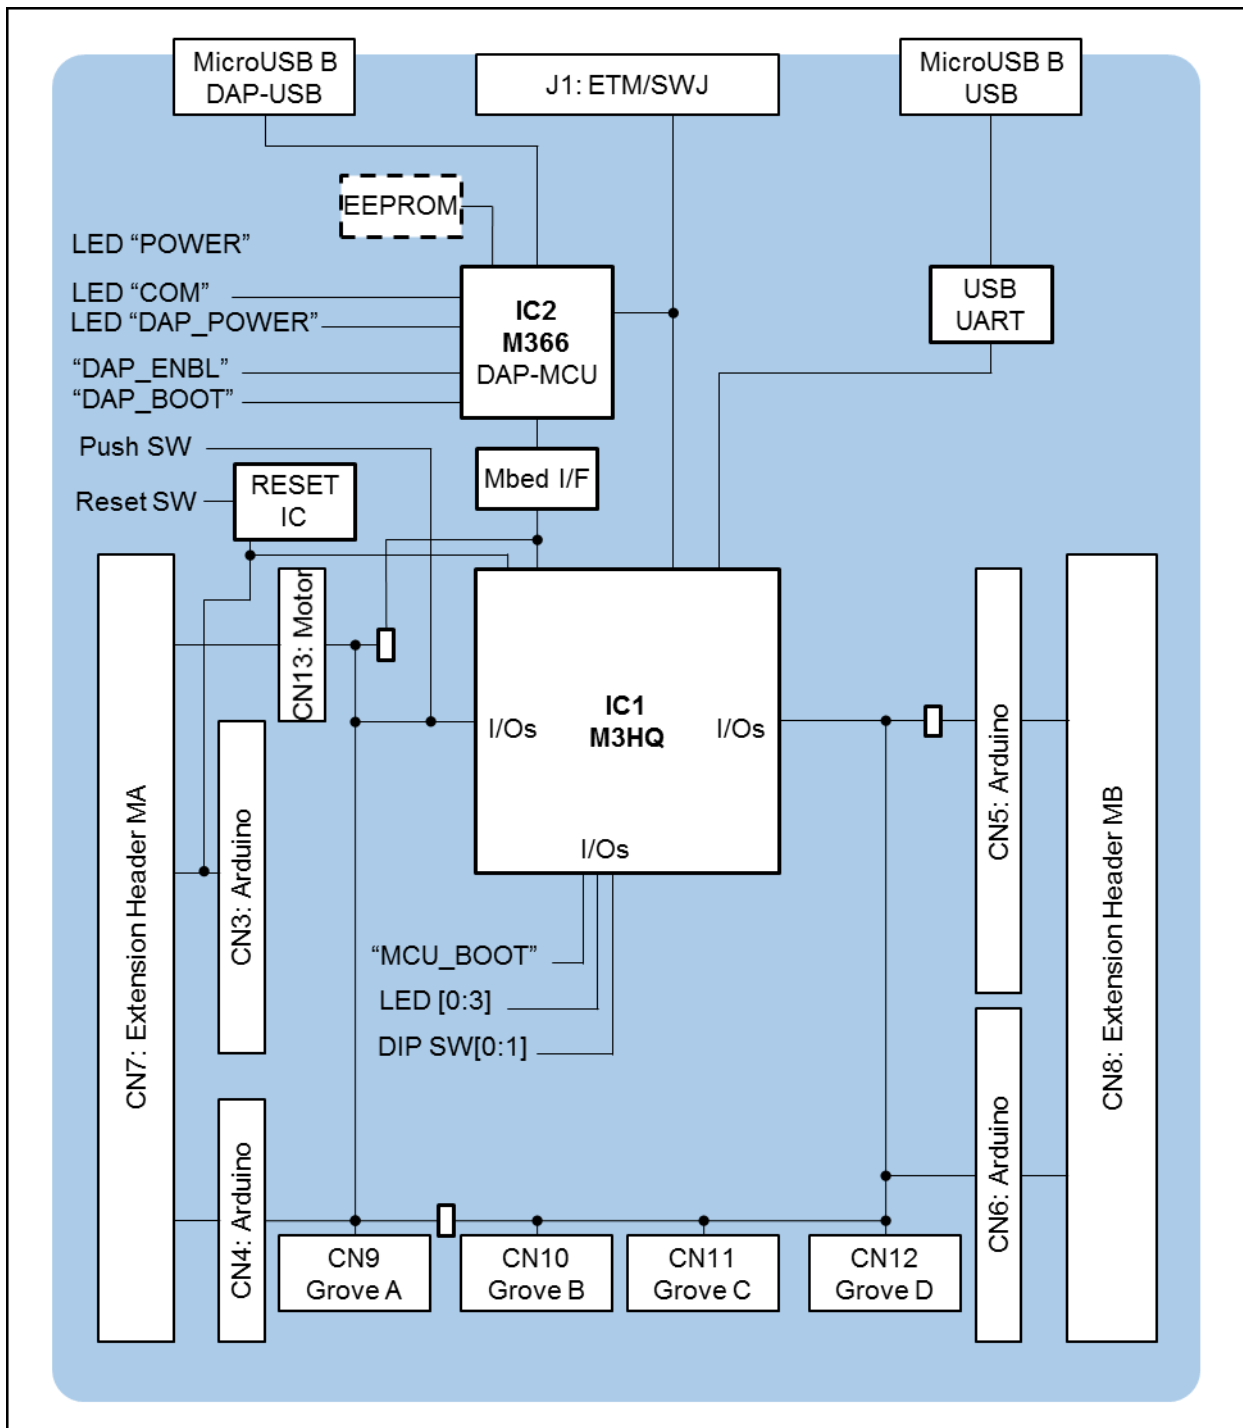 MicroUSB B
DAP-USB
J1: ETM/SWJ
MicroUSB B
USB
EEPROM
LED “POWER”
LED “COM”
LED “DAP_POWER”
“DAP_ENBL”
“DAP_BOOT”
IC2
M366
DAP-MCU
USB
UART
Push SW
Reset SW
RESET
IC
Mbed I/F
CN13: Motor
I/Os
IC1
M3HQ
I/Os
I/Os
CN7: Extension Header MA
CN3: Arduino
CN5: Arduino
CN8: Extension Header MB
“MCU_BOOT”
LED [0:3]
DIP SW[0:1]
CN4: Arduino
CN6: Arduino
CN9
Grove A
CN10
Grove B
CN11
Grove C
CN12
Grove D